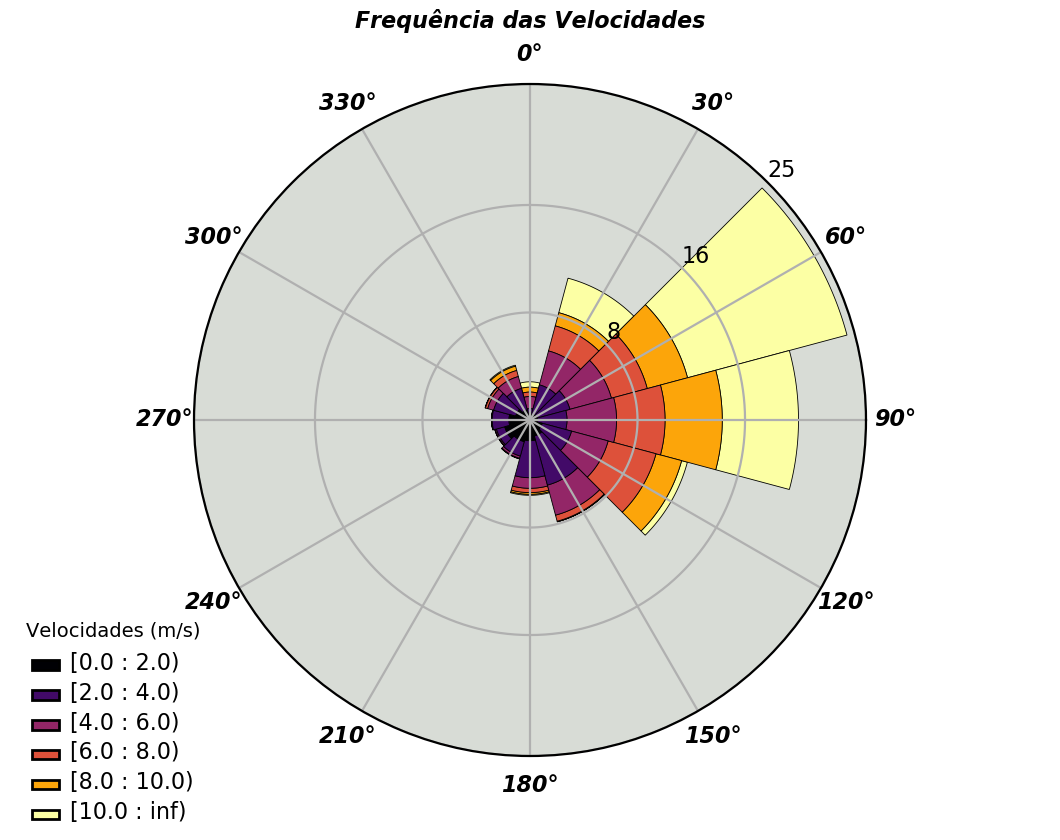 Frequência das Velocidades
0°
330°
30°
25
300°
60°
16
8
270°
90°
240°
120°
210°
150°
180°
Velocidades (m/s)
[0.0 : 2.0)
[2.0 : 4.0)
[4.0 : 6.0)
[6.0 : 8.0)
[8.0 : 10.0)
[10.0 : inf)